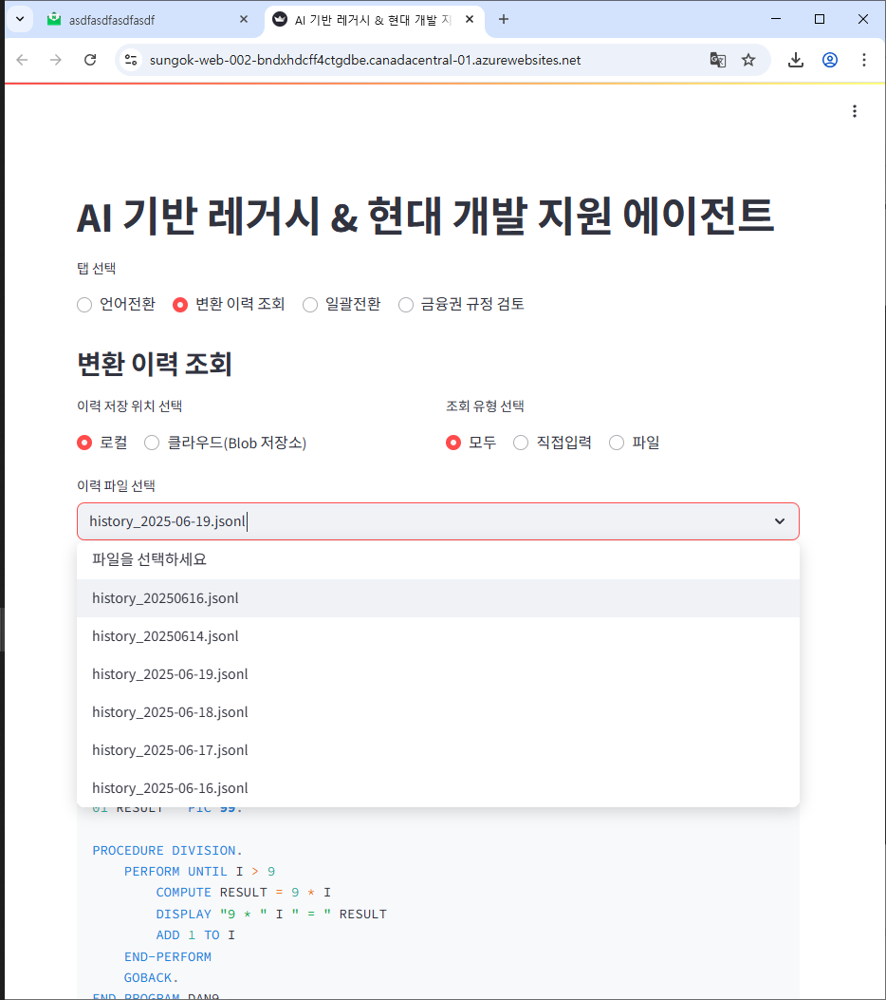 asdfasdfasdfasdf
AI 기반 레거시 & 현대 개발 지
sungok-web-002-bndxhdcff4ctgdbe.canadacentral-01.azurewebsites.net
AI 기반 레거시 & 현대 개발 지원 에이전트
탭 선택
언어전환 변환 이력 조회 일괄전환 금융권 규정 검토
변환 이력 조회
이력 저장 위치 선택 조회 유형 선택
로컬 클라우드(Blob 저장소) 모두 직접입력 파일
이력 파일 선택
history_2025-06-19.jsonl
파일을 선택하세요
history_20250616.jsonl
history_20250614.jsonl
history_2025-06-19.jsonl
history_2025-06-18.jsonl
history_2025-06-17.jsonl
history_2025-06-16.jsonl
01 RESULT PIC 99.
PROCEDURE DIVISION.
PERFORM UNTIL I > 9
COMPUTE RESULT = 9 * I
DISPLAY "9 * " I " = " RESULT
ADD 1 TO I
END-PERFORM
GOBACK.
END PROGRAM DAN9